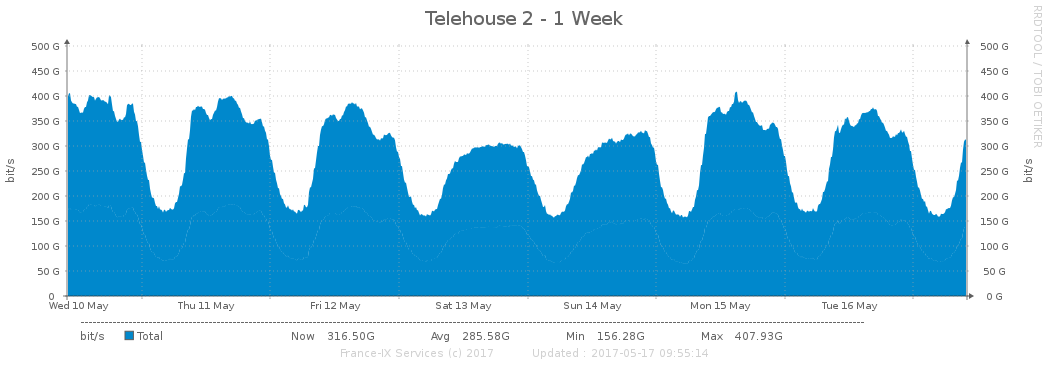 Telehouse 2 - 1 Week
RRDTOOL / TOBI OETIKER
bit/s
500 G
450 G
400 G
350 G
300 G
250 G
200 G
150 G
100 G
50 G
0
500 G
450 G
400 G
350 G
300 G
250 G
200 G
150 G
100 G
50 G
0 G
bit/s
Wed 10 May Thu 11 May Fri 12 May Sat 13 May Sun 14 May Mon 15 May Tue 16 May
bit/s Total Now 316.50G Avg 285.58G Min 156.28G Max 407.93G
France-IX Services (c) 2017 Updated : 2017-05-17 09:55:14